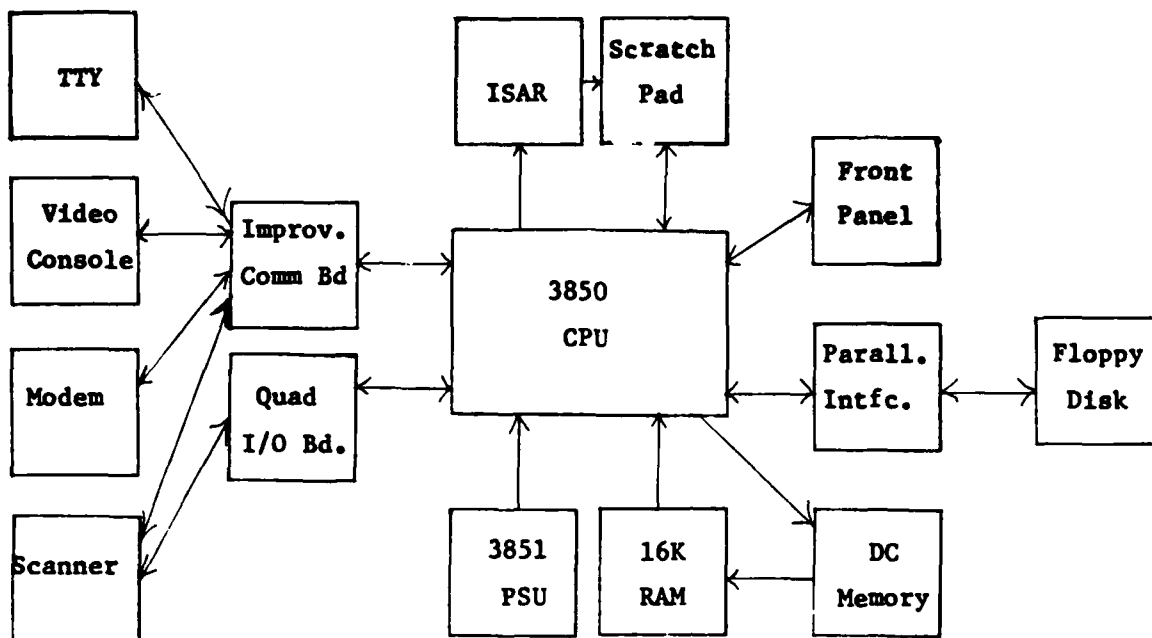 TTY
Video
Console
Modem
Scanner
Improv.
Comm Bd
Quad
I/O Bd.
ISAR
Scratch
Pad
3850
CPU
3851
PSU
16K
RAM
DC
Memory
Front
Panel
Parall.
Intfc.
Floppy
Disk